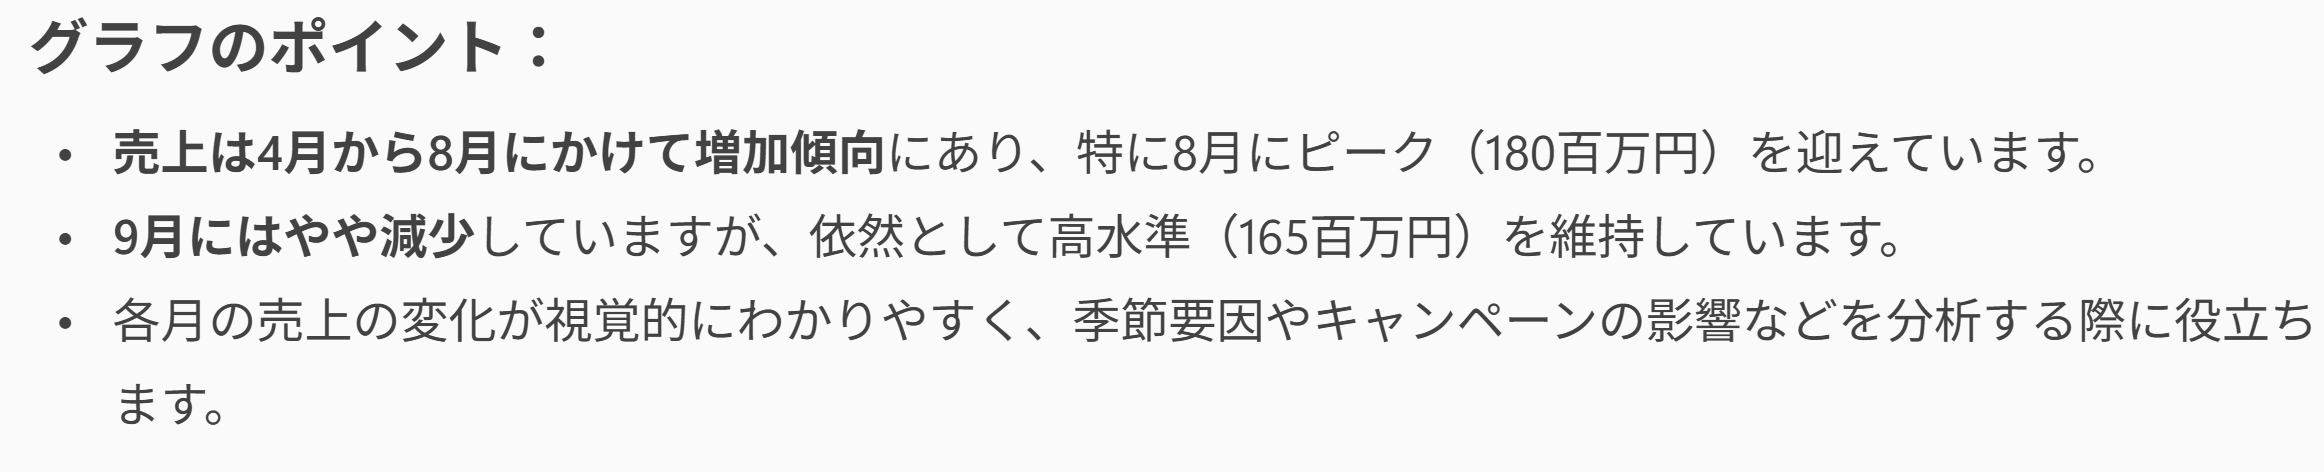 グラフのポイント：
• 売上は4月から8月にかけて増加傾向にあり、特に8月にピーク（180百万円）を迎えています。
• 9月にはやや減少していますが、依然として高水準（165百万円）を維持しています。
• 各月の売上の変化が視覚的にわかりやすく、季節要因やキャンペーンの影響などを分析する際に役立ち
ます。